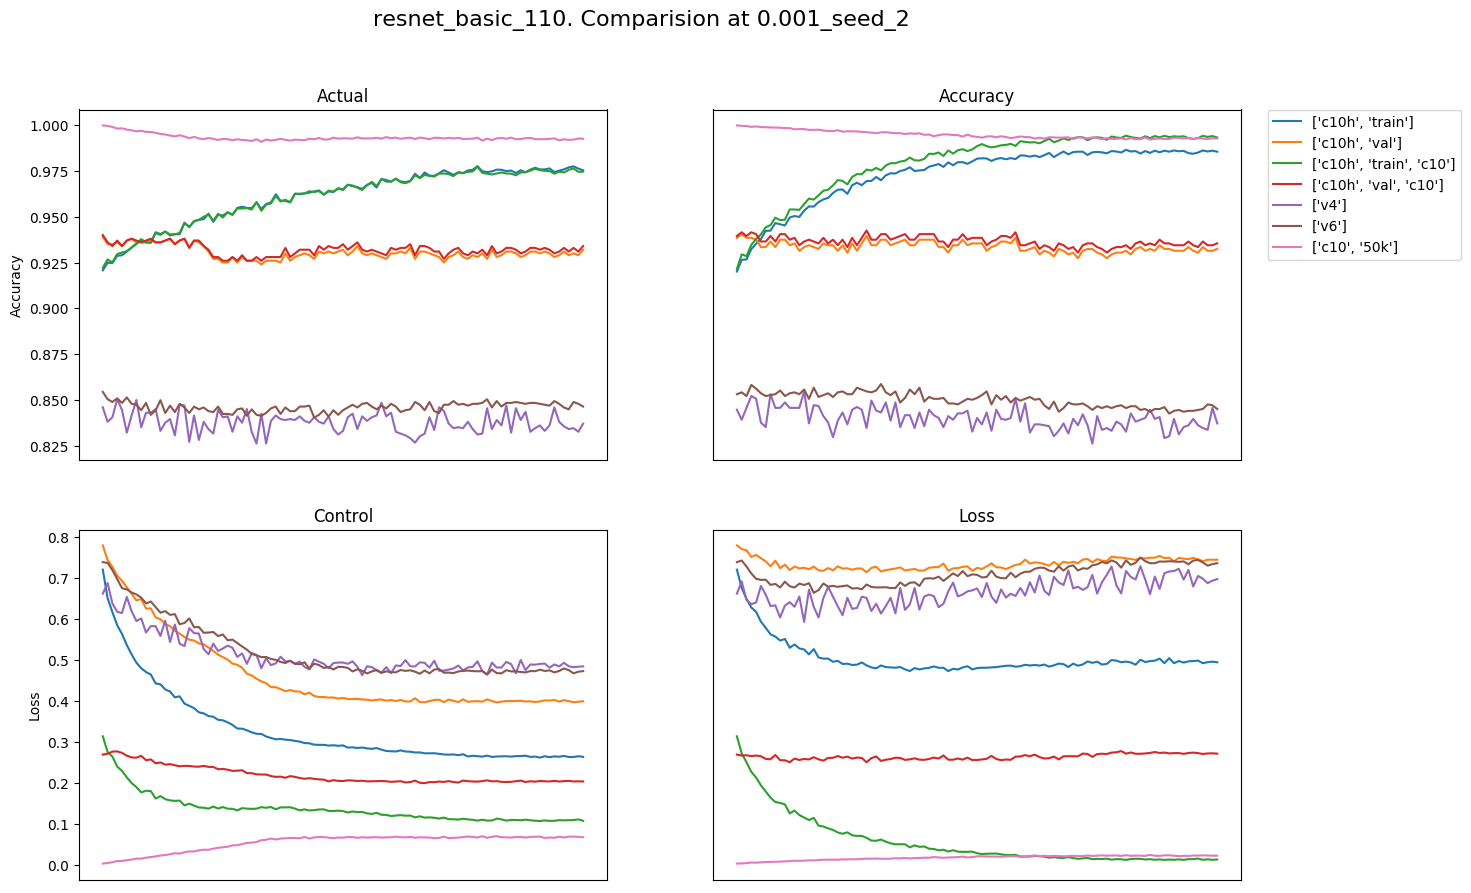 resnet_basic_110. Comparision at 0.001_seed_2
Actual
Accuracy
1.000
0.975
0.950
0.925
0.900
0.875
0.850
0.825
Accuracy
['c10h', 'train']
['c10h', 'val']
['c10h', 'train', 'c10']
['c10h', 'val', 'c10']
['v4']
['v6']
['c10', '50k']
Control
Loss
0.8
0.7
0.6
0.5
0.4
0.3
0.2
0.1
0.0
Loss